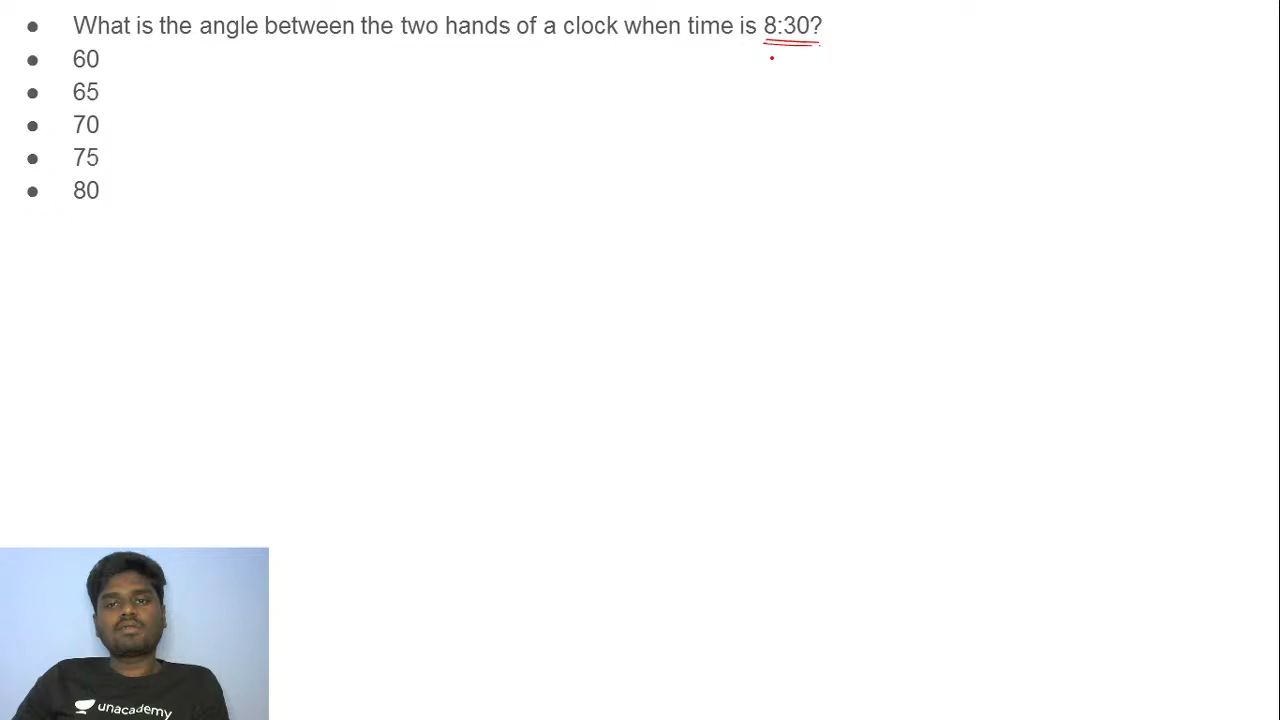 What is the angle between the two hands of a clock when time is 8:30?
60
65
70
75
80
unacademy